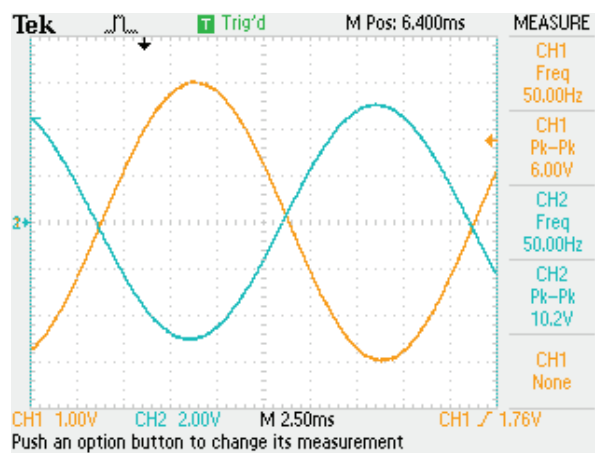 Tek T Trig'd M Pos: 6.400ms MEASURE
CH1
Freq
50.00Hz
CH1
Pk-Pk
6.00V
CH2
Freq
50.00Hz
CH2
Pk-Pk
10.2V
CH1
None
2
CH1 1.00V CH2 2.00V M 2.50ms CH1 1.76V
Push an option button to change its measurement